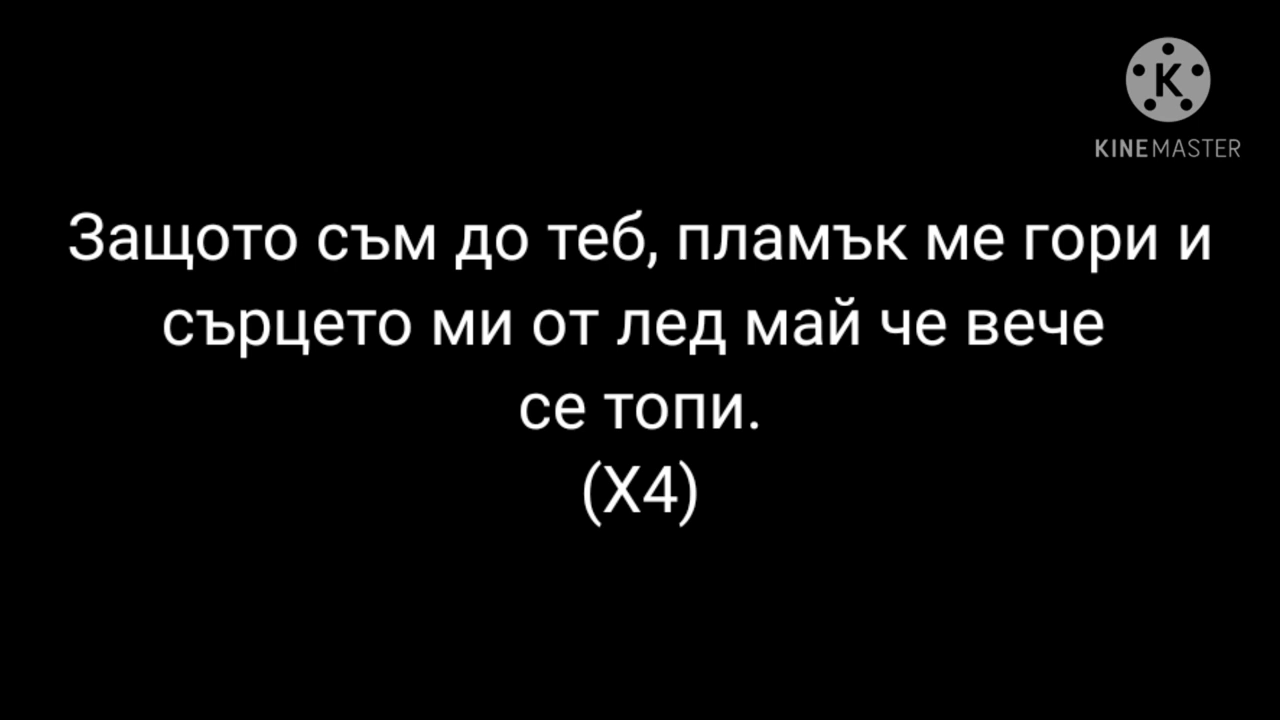 K
KINEMASTER
Защото съм до теб, пламък ме гори и
сърцето ми от лед май че вече
се топи.
(X4)